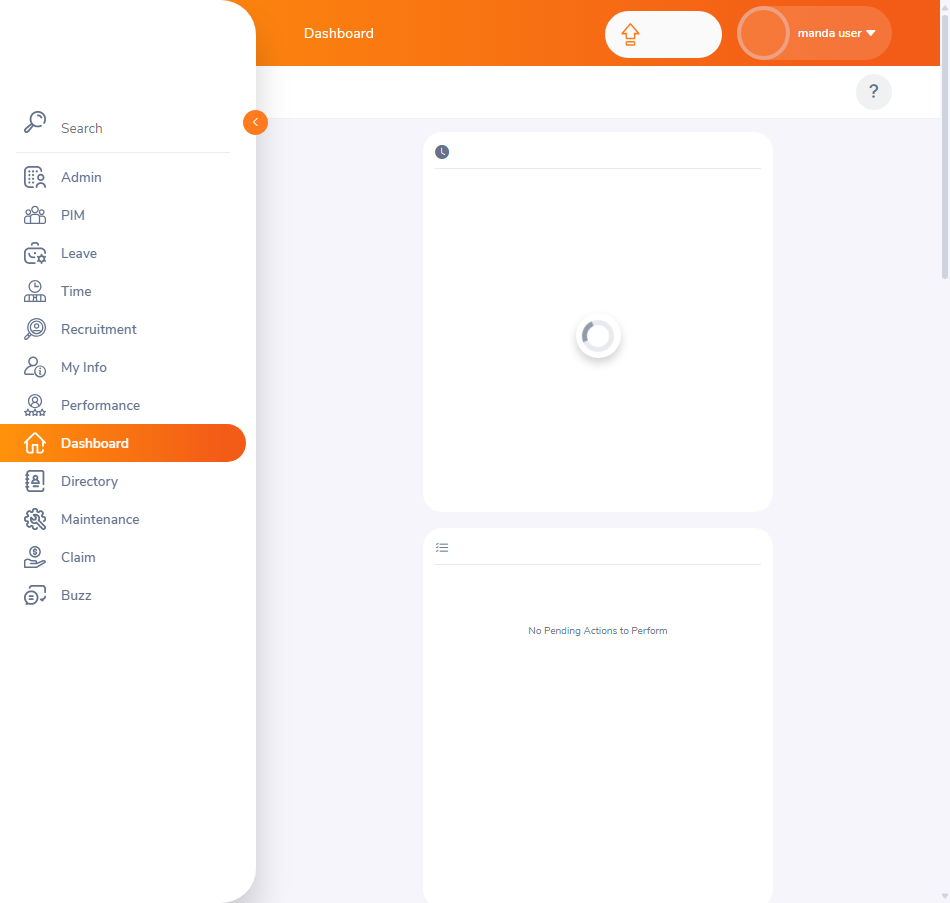 Dashboard
manda user
?
Search
Admin
PIM
Leave
Time
Recruitment
My Info
Performance
Dashboard
Directory
Maintenance
Claim
Buzz
No Pending Actions to Perform